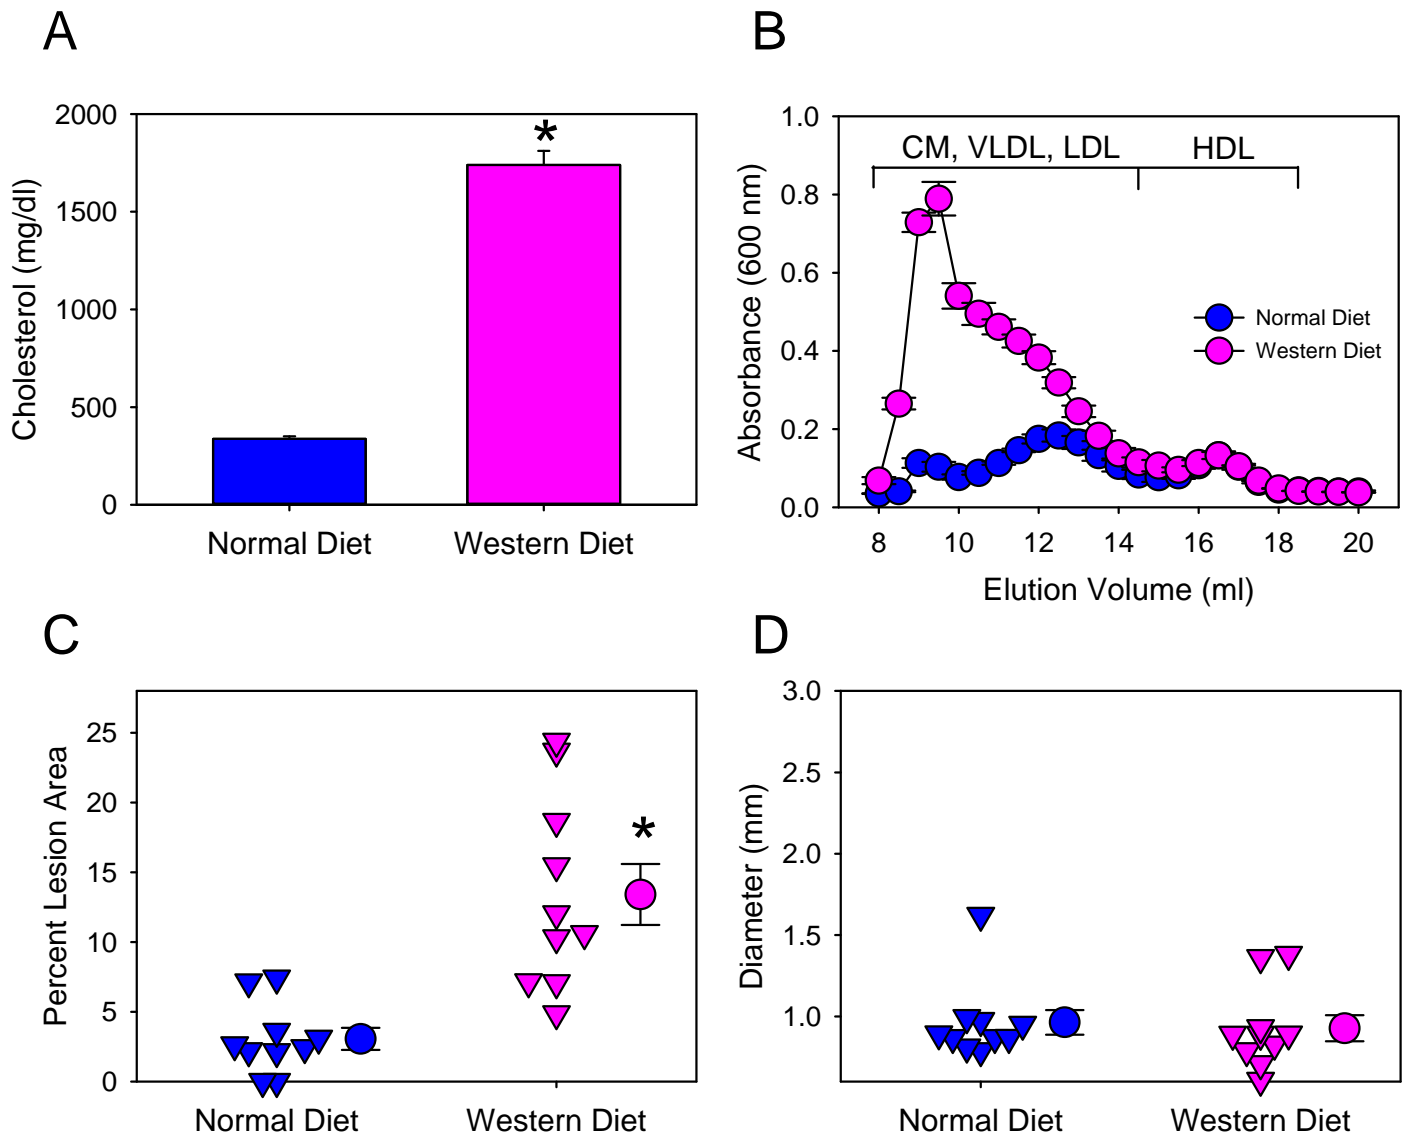 A
Cholesterol (mg/dl)
2000
1500
1000
500
0
*
Normal Diet
Western Diet
B
Absorbance (600 nm)
1.0
0.8
0.6
0.4
0.2
0.0
CM, VLDL, LDL
HDL
Normal Diet
Western Diet
8 10 12 14 16 18 20
Elution Volume (ml)
C
Percent Lesion Area
25
20
15
10
5
0
*
Normal Diet
Western Diet
D
Diameter (mm)
3.0
2.5
2.0
1.5
1.0
Normal Diet
Western Diet